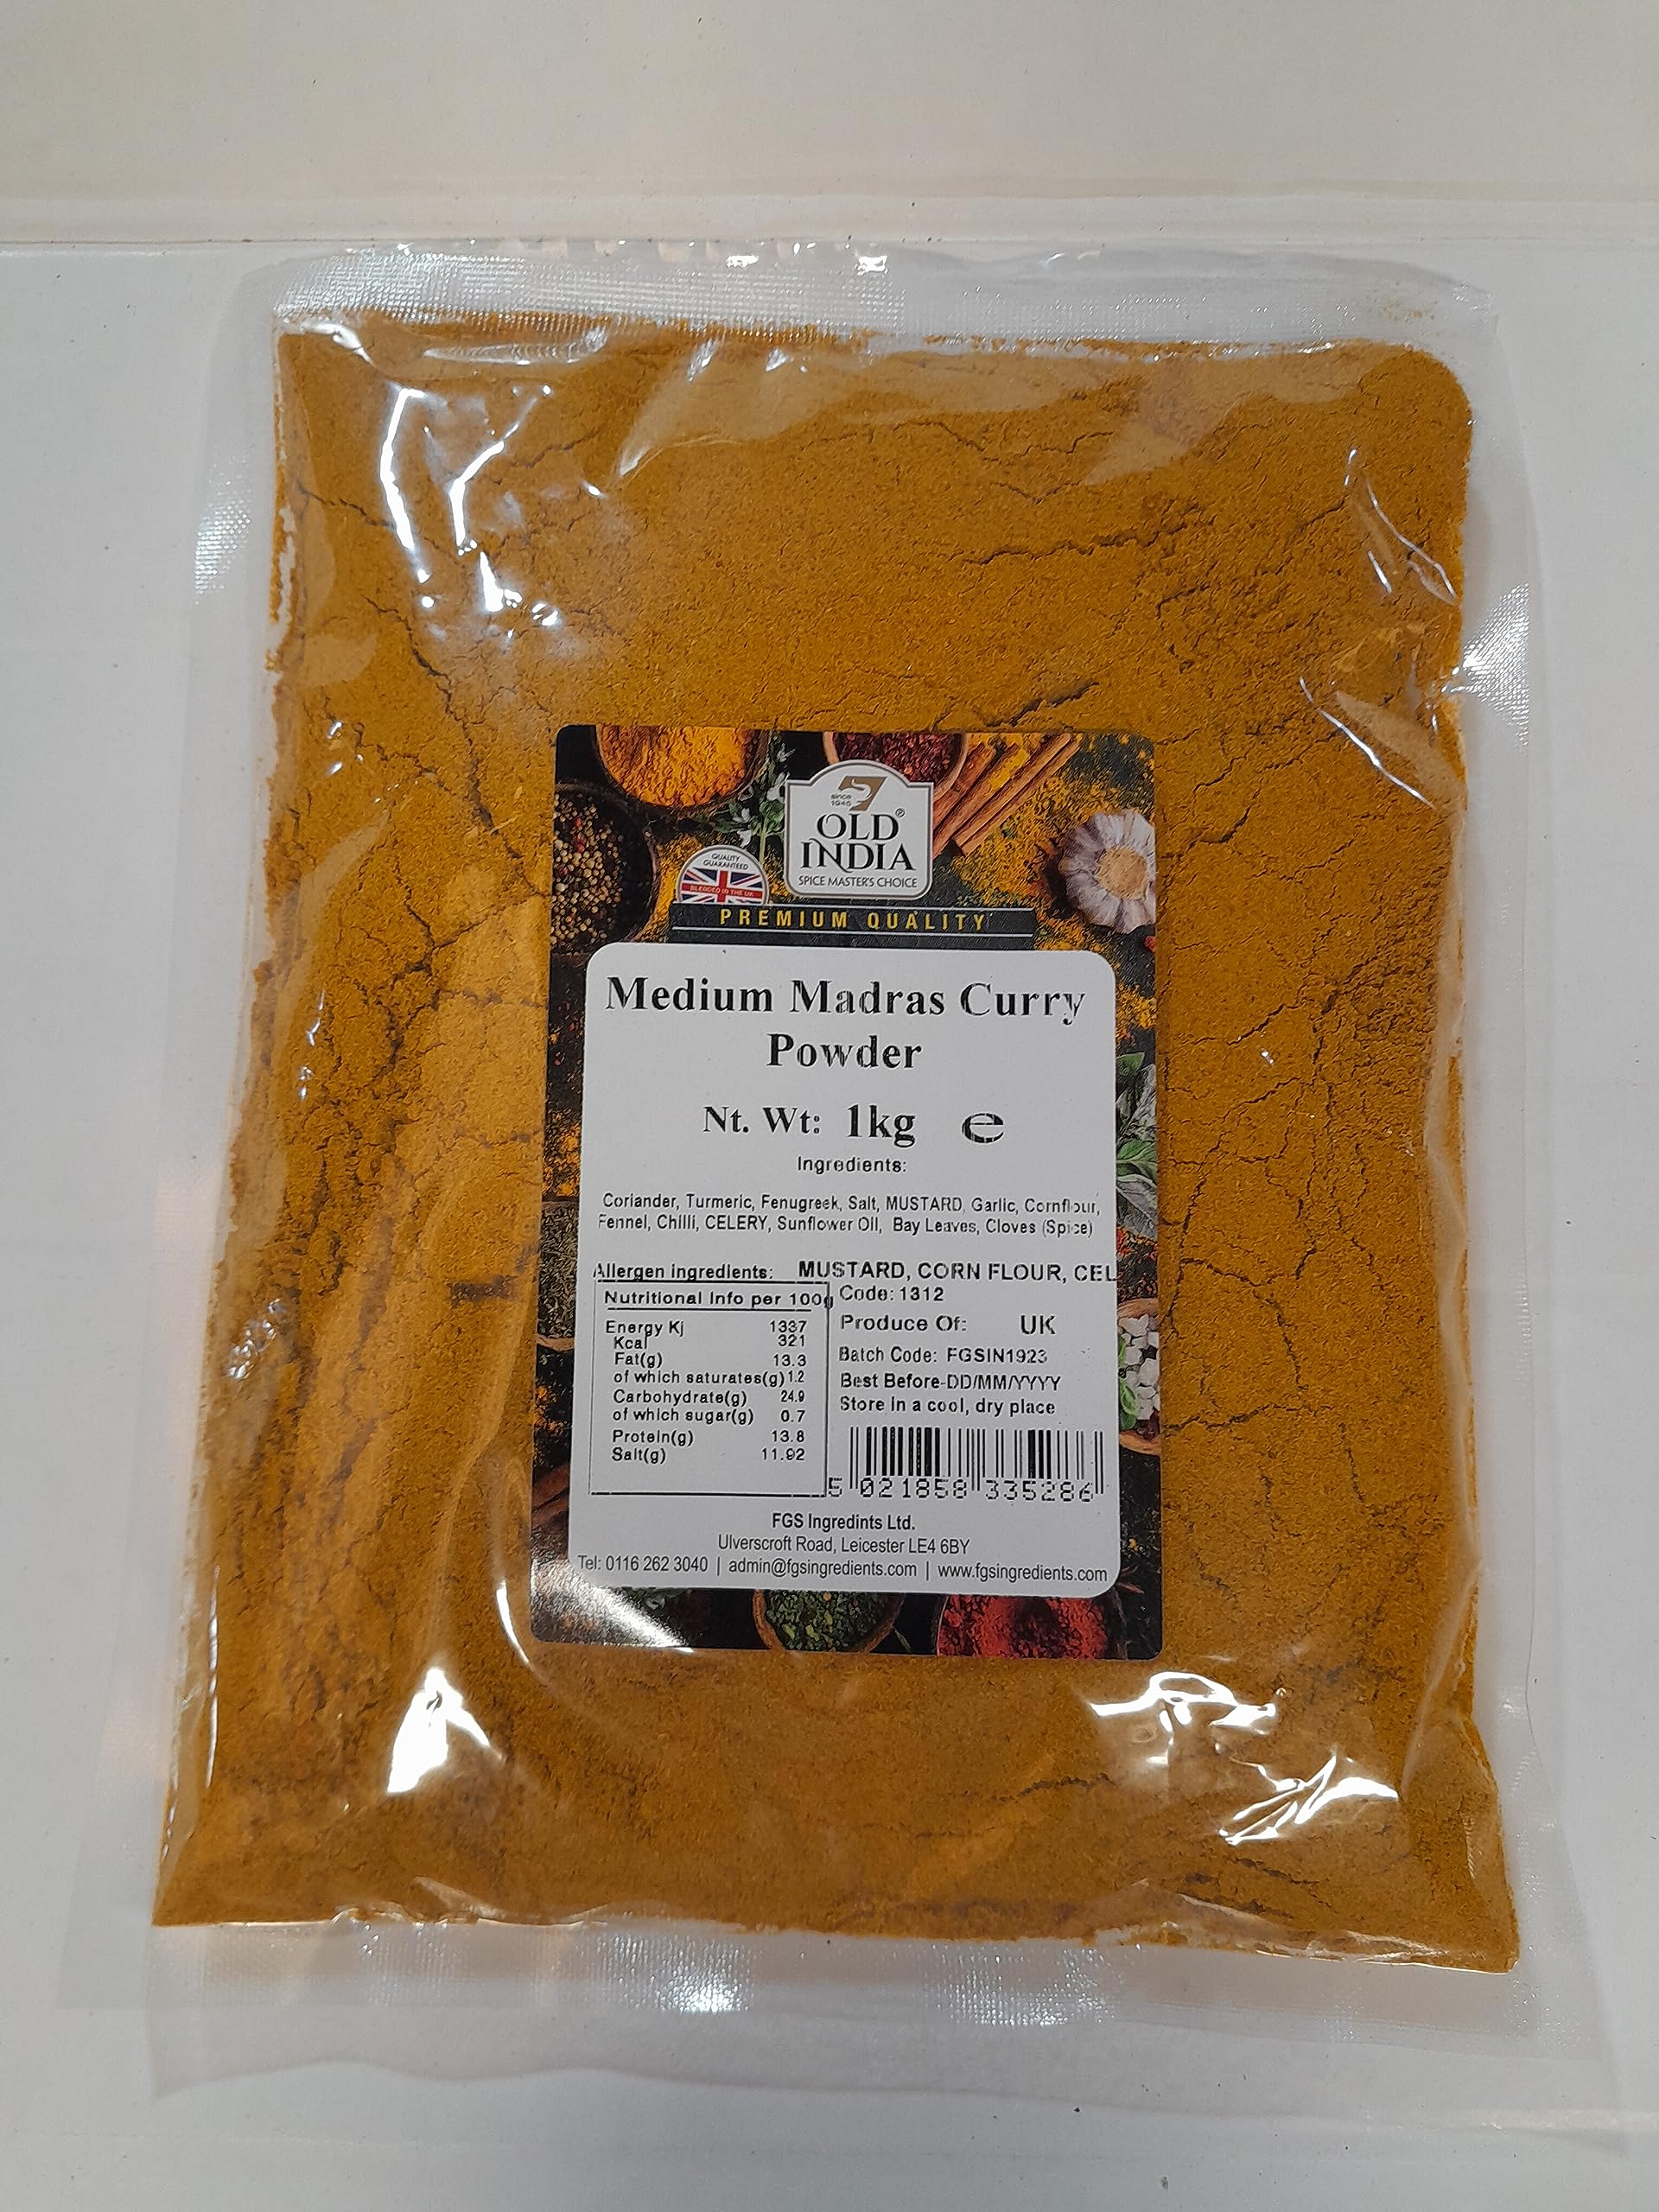 since
1945
OLD
INDIA®
SPICE MASTER'S CHOICE
QUALITY
GUARANTEED
BLENDED IN THE UK
PREMIUM QUALITY
Medium Madras Curry
Powder
Nt. Wt: 1kg e
Ingredients:
Coriander, Turmeric, Fenugreek, Salt, MUSTARD, Garlic, Cornflour,
Fennel, Chilli, CELERY, Sunflower Oil, Bay Leaves, Cloves (Spice)
Allergen ingredients: MUSTARD, CORN FLOUR, CEL
Nutritional Info per 100g
Energy Kj 1337
Kcal 321
Fat(g) 13.3
of which saturates(g) 1.2
Carbohydrate(g) 24.9
of which sugar(g) 0.7
Protein(g) 13.8
Salt(g) 11.92
Code: 1312
Produce Of: UK
Batch Code: FGSIN1923
Best Before-DD/MM/YYYY
Store in a cool, dry place
5 021858 335286
FGS Ingredints Ltd.
Ulverscroft Road, Leicester LE4 6BY
Tel: 0116 262 3040 | admin@fgsingredients.com | www.fgsingredients.com